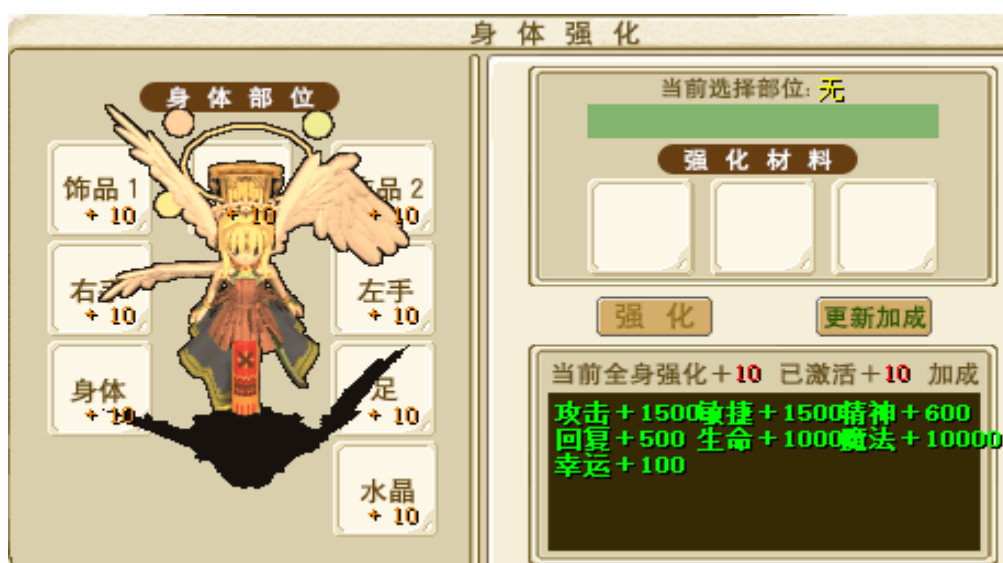 身体强化
身体部位
当前选择部位: 无
强化材料
饰品 1
+ 10
+ 10
品 2
+ 10
右手
+ 10
左手
+ 10
强 化
更新加成
身体
+ 10
足
+ 10
水晶
+ 10
当前全身强化+10 已激活+10 加成
攻击+1500敏捷+1500精神+600
回复+500 生命+1000魔法+10000
幸运+100